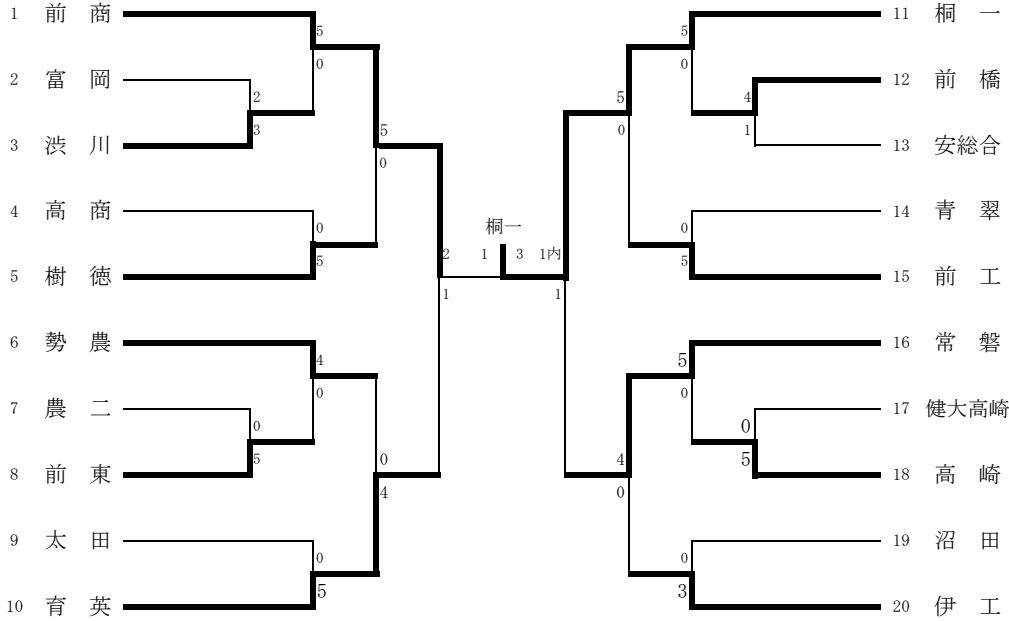 1 前 商
2 富 岡
3 渋 川
4 高 商
5 樹 徳
6 勢 農
7 農 二
8 前 東
9 太 田
10 育 英
5
0
2
3
0
5
4
0
0
5
0
5
5
0
0
4
2
1
桐一
1 3
1内
1
5
0
4
0
5
0
4
1
0
5
5
0
0
5
0
3
11 桐 一
12 前 橋
13 安総合
14 青 翠
15 前 工
16 常 磐
17 健大高崎
18 高 崎
19 沼 田
20 伊 工